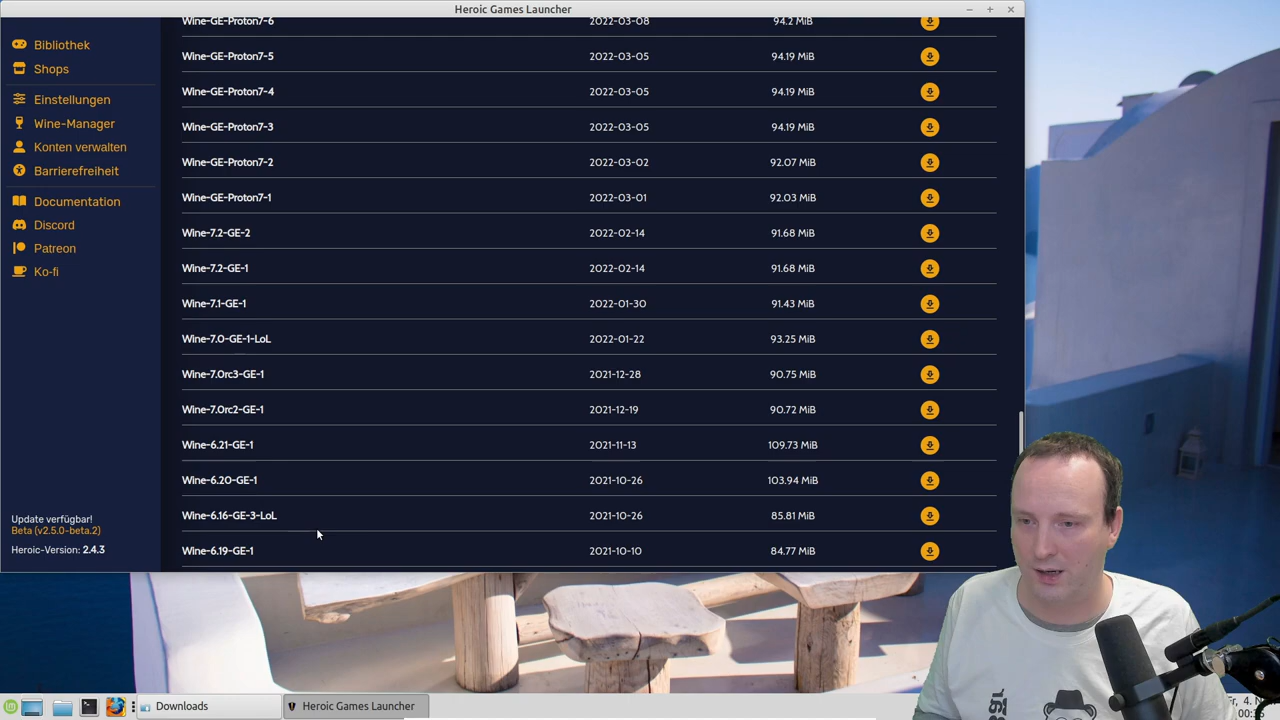 Heroic Games Launcher
Bibliothek
Shops
Einstellungen
Wine-Manager
Konten verwalten
Barrierefreiheit
Documentation
Discord
Patreon
Ko-fi
Update verfügbar!
Beta (v2.5.0-beta.2)
Heroic-Version: 2.4.3
Wine-GE-Proton7-6 2022-03-08 94.2 MiB
Wine-GE-Proton7-5 2022-03-05 94.19 MiB
Wine-GE-Proton7-4 2022-03-05 94.19 MiB
Wine-GE-Proton7-3 2022-03-05 94.19 MiB
Wine-GE-Proton7-2 2022-03-02 92.07 MiB
Wine-GE-Proton7-1 2022-03-01 92.03 MiB
Wine-7.2-GE-2 2022-02-14 91.68 MiB
Wine-7.2-GE-1 2022-02-14 91.68 MiB
Wine-7.1-GE-1 2022-01-30 91.43 MiB
Wine-7.0-GE-1-LoL 2022-01-22 93.25 MiB
Wine-7.0rc3-GE-1 2021-12-28 90.75 MiB
Wine-7.0rc2-GE-1 2021-12-19 90.72 MiB
Wine-6.21-GE-1 2021-11-13 109.73 MiB
Wine-6.20-GE-1 2021-10-26 103.94 MiB
Wine-6.16-GE-3-LoL 2021-10-26 85.81 MiB
Wine-6.19-GE-1 2021-10-10 84.77 MiB
Downloads
Heroic Games Launcher
Fr, 4.